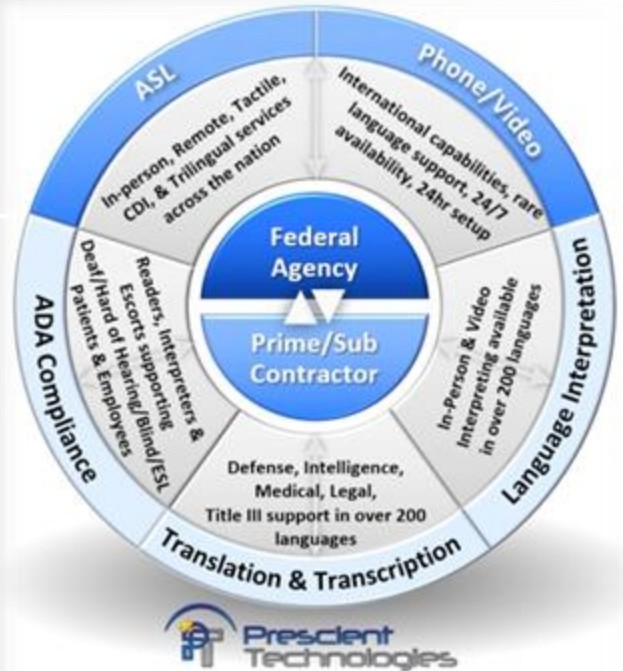 ASL
In-person, Remote, Tactile,
CDI, & Trilingual services
across the nation
Phone/Video
International capabilities, rare
language support, 24/7
availability, 24hr setup
Federal
Agency
Prime/Sub
Contractor
ADA Compliance
Readers, Interpreters &
Escorts supporting
Deaf/Hard of Hearing/Blind/ESL
Patients & Employees
Language Interpretation
In-Person & Video
Interpreting available
in over 200 languages
Defense, Intelligence,
Medical, Legal,
Title III support in over 200
languages
Translation & Transcription
Prescient
Technologies